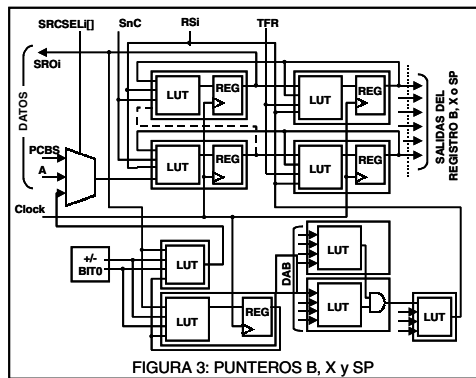 SRCSELi[] SnC RSi TFR
SROi
DATOS
LUT REG LUT REG
LUT REG LUT REG
SALIDAS DEL
REGISTRO B, X o SP
PCBS
A
Clock
+/-
BIT0
LUT
LUT REG
DAB
LUT
LUT
LUT
FIGURA 3: PUNTEROS B, X y SP